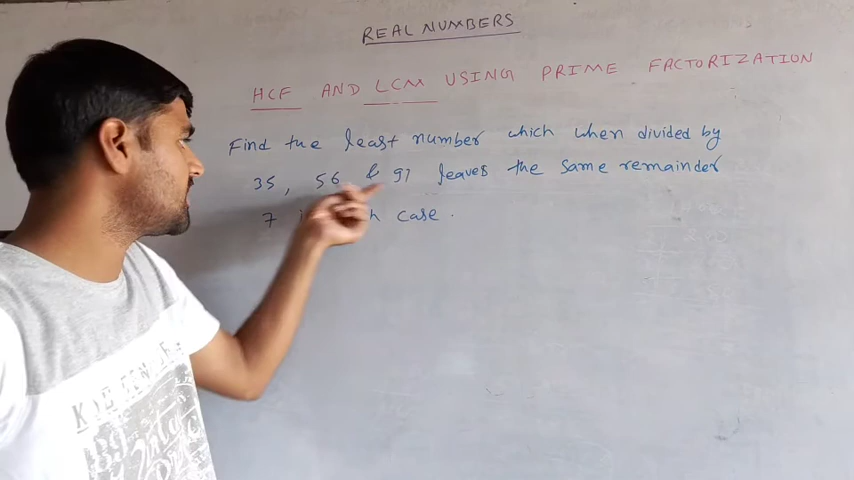 REAL NUMBERS
HCF AND LCM USING PRIME FACTORIZATION
Find the least number which when divided by
35, 56 & 91 leaves the same remainder
7 case.